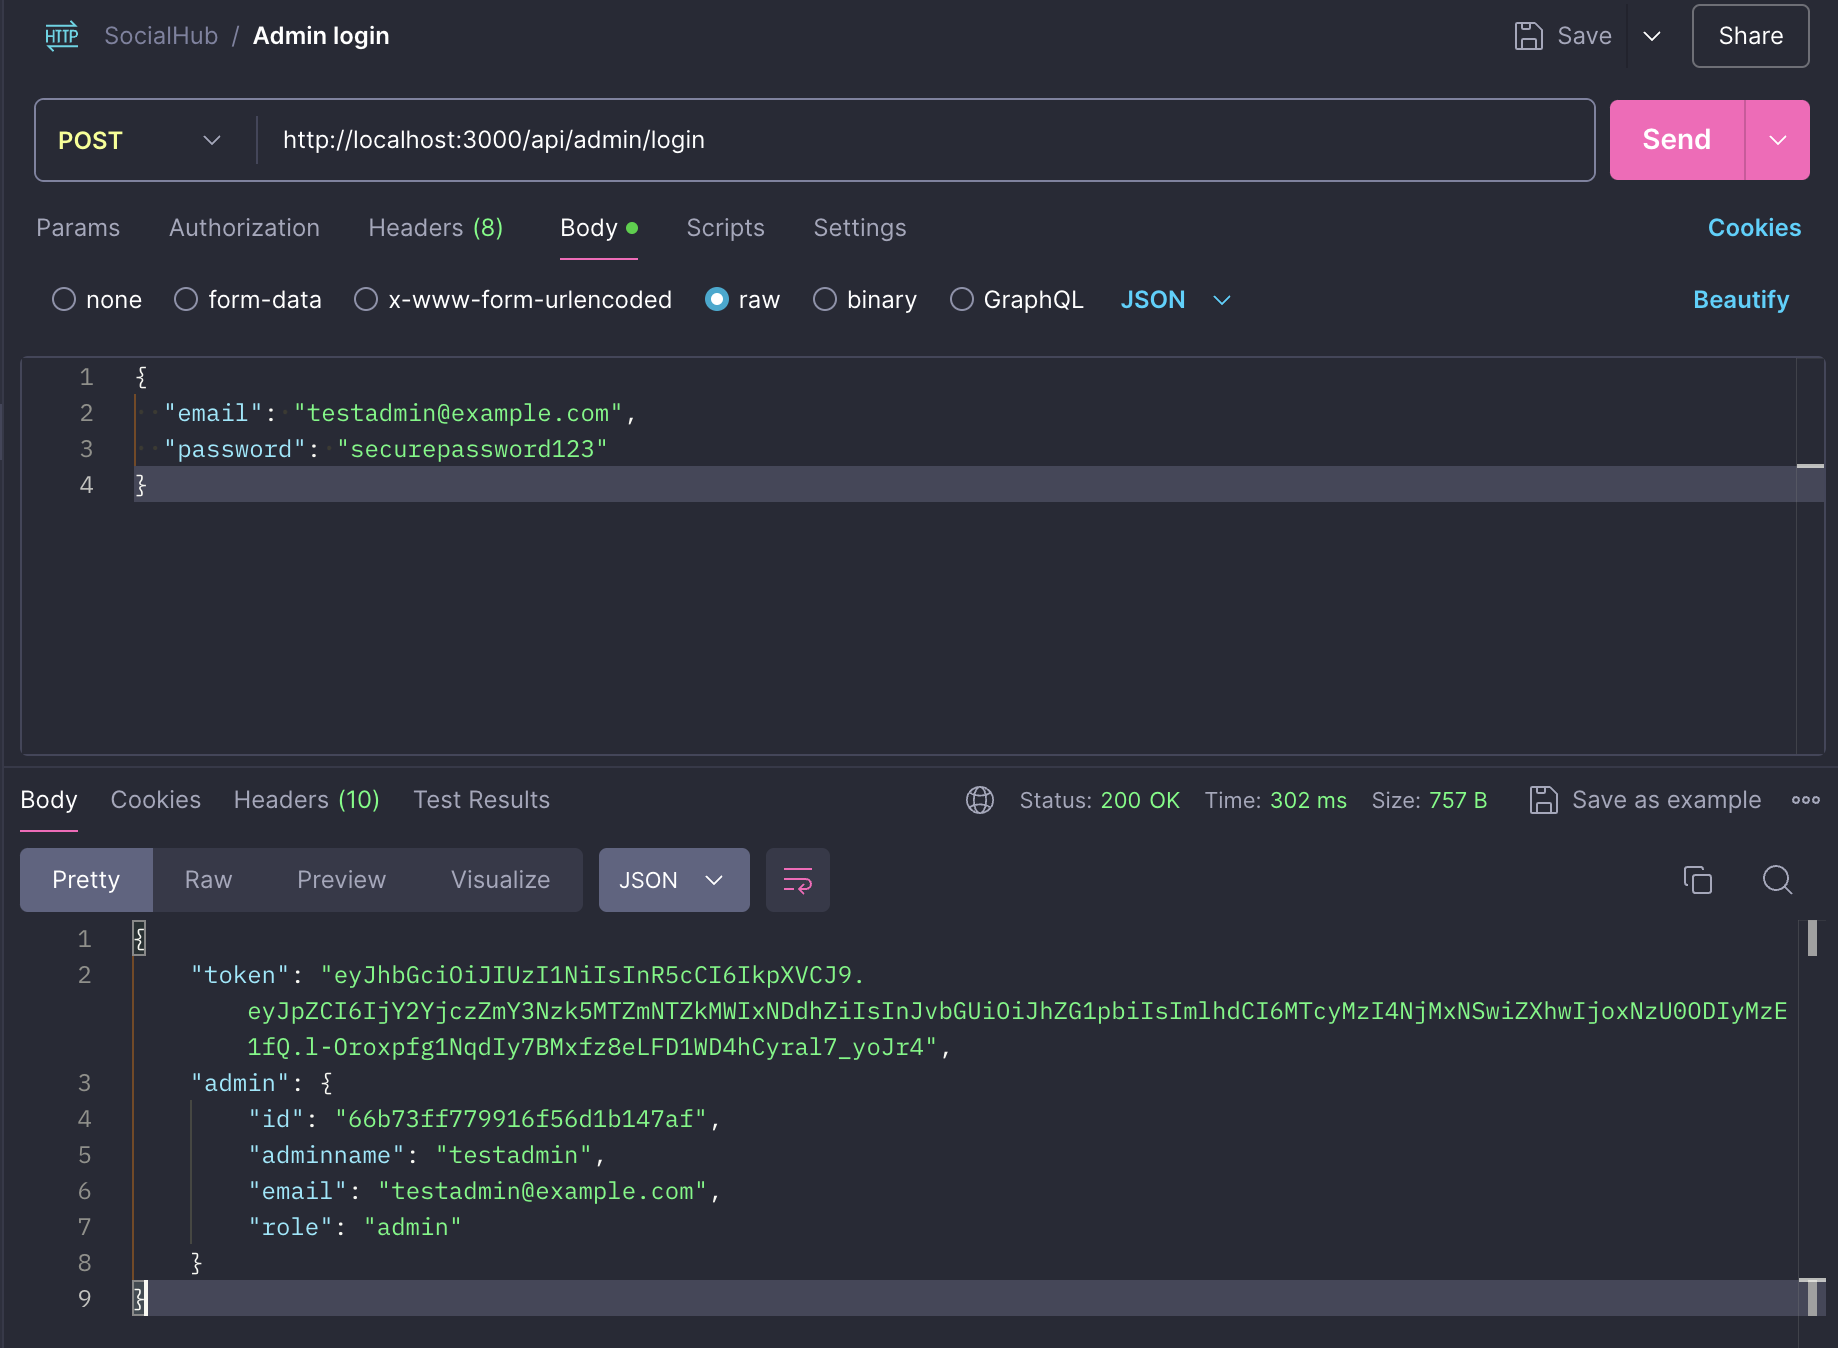 HTTP SocialHub / Admin login Save Share
POST http://localhost:3000/api/admin/login Send
Params Authorization Headers (8) Body Scripts Settings Cookies
none form-data x-www-form-urlencoded raw binary GraphQL JSON Beautify
1 {
2 "email": "testadmin@example.com",
3 "password": "securepassword123"
4 }
Body Cookies Headers (10) Test Results Status: 200 OK Time: 302 ms Size: 757 B Save as example
Pretty Raw Preview Visualize JSON
1 {
2 "token": "eyJhbGciOiJIUzI1NiIsInR5cCI6IkpXVCJ9.
eyJpZCI6IjY2YjczZmY3Nzk5MTZmNTZkMWIxNDdhZiIsInJvbGUiOiJhZG1pbiIsImlhdCI6MTcyMzI4NjMxNSwiZXhwIjoxNzU0ODIyMzE
1fQ.l-Oroxpfg1NqdIy7BMxfz8eLFD1WD4hCyral7_yoJr4",
3 "admin": {
4 "id": "66b73ff779916f56d1b147af",
5 "adminname": "testadmin",
6 "email": "testadmin@example.com",
7 "role": "admin"
8 }
9 }